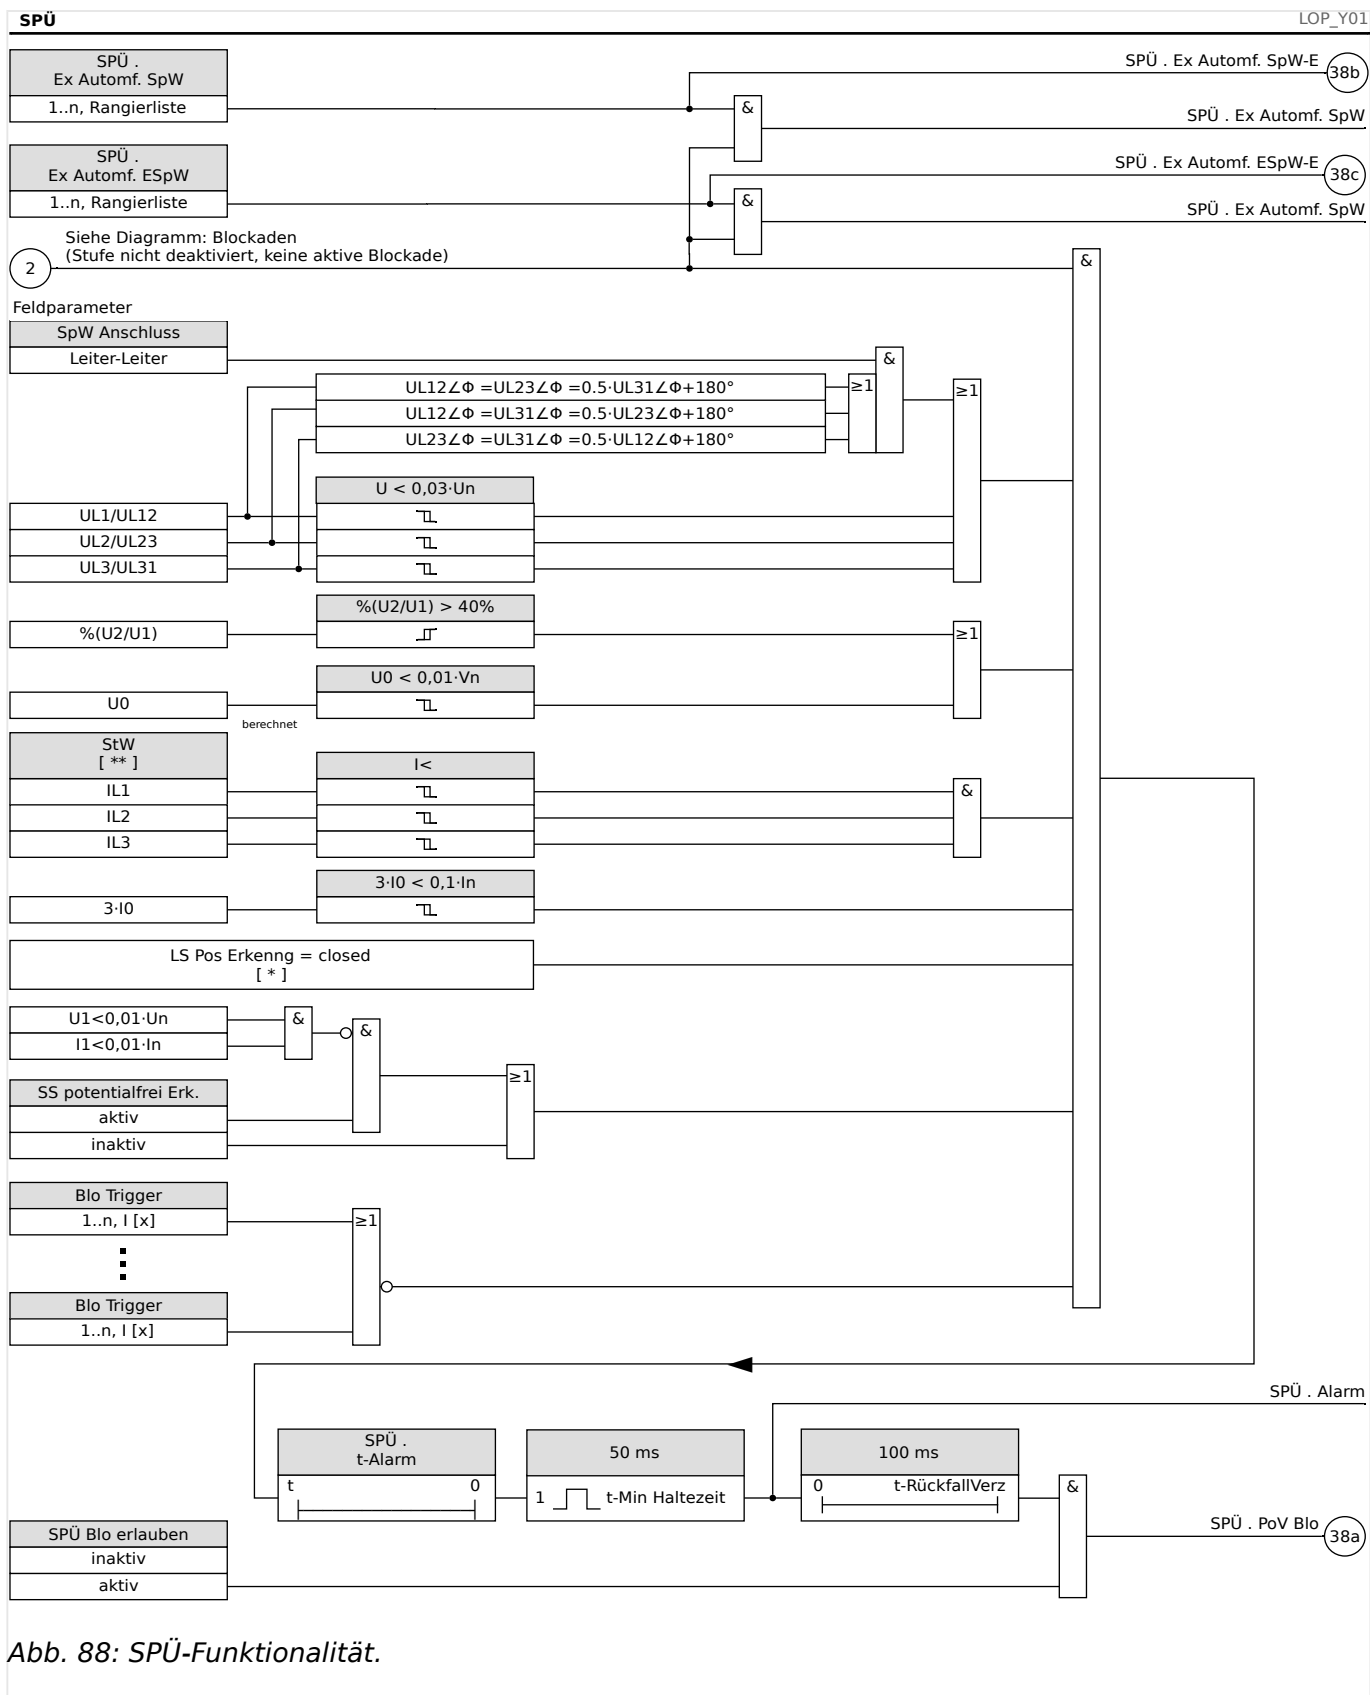 SPÜ
LOP_Y01
SPÜ .
Ex Automf. SpW
1..n, Rangierliste
SPÜ . Ex Automf. SpW-E
38b
&
SPÜ . Ex Automf. SpW
SPÜ .
Ex Automf. ESpW
1..n, Rangierliste
SPÜ . Ex Automf. ESpW-E
38c
&
SPÜ . Ex Automf. SpW
Siehe Diagramm: Blockaden
(Stufe nicht deaktiviert, keine aktive Blockade)
2
&
Feldparameter
SpW Anschluss
Leiter-Leiter
&
UL12∠Φ =UL23∠Φ =0.5·UL31∠Φ+180°
UL12∠Φ =UL31∠Φ =0.5·UL23∠Φ+180°
UL23∠Φ =UL31∠Φ =0.5·UL12∠Φ+180°
≥1
≥1
U < 0,03·Un
UL1/UL12
UL2/UL23
UL3/UL31
%(U2/U1) > 40%
%(U2/U1)
≥1
U0 < 0,01·Vn
U0
berechnet
StW
[ ** ]
I<
IL1
IL2
IL3
&
3·I0 < 0,1·In
3·I0
LS Pos Erkenng = closed
[ * ]
U1<0,01·Un
I1<0,01·In
&
&
SS potentialfrei Erk.
aktiv
inaktiv
≥1
Blo Trigger
1..n, I [x]
≥1
Blo Trigger
1..n, I [x]
SPÜ . Alarm
SPÜ .
t-Alarm
t 0
50 ms
1 t-Min Haltezeit
100 ms
0 t-RückfallVerz
&
SPÜ Blo erlauben
inaktiv
aktiv
SPÜ . PoV Blo
38a
Abb. 88: SPÜ-Funktionalität.